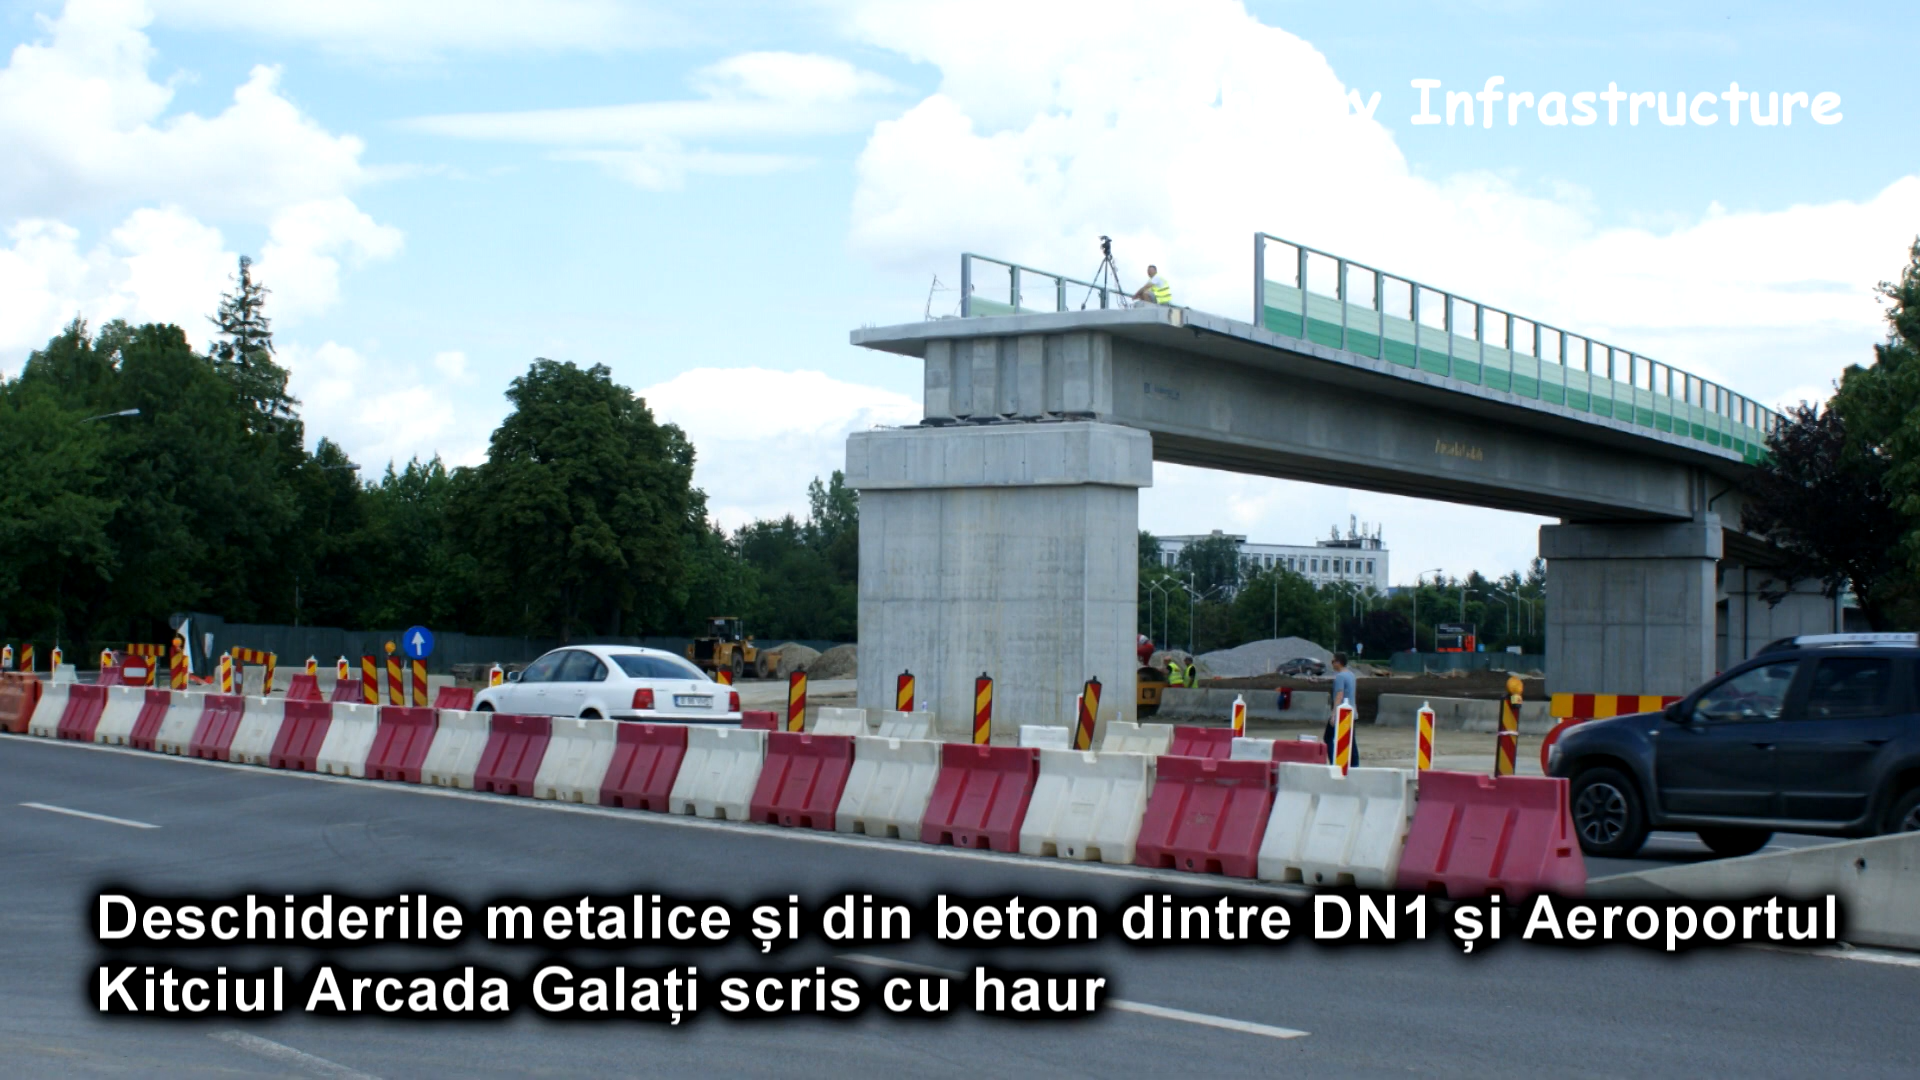 Infrastructure
Deschiderile metalice și din beton dintre DN1 și Aeroportul
Kitciul Arcada Galați scris cu haur